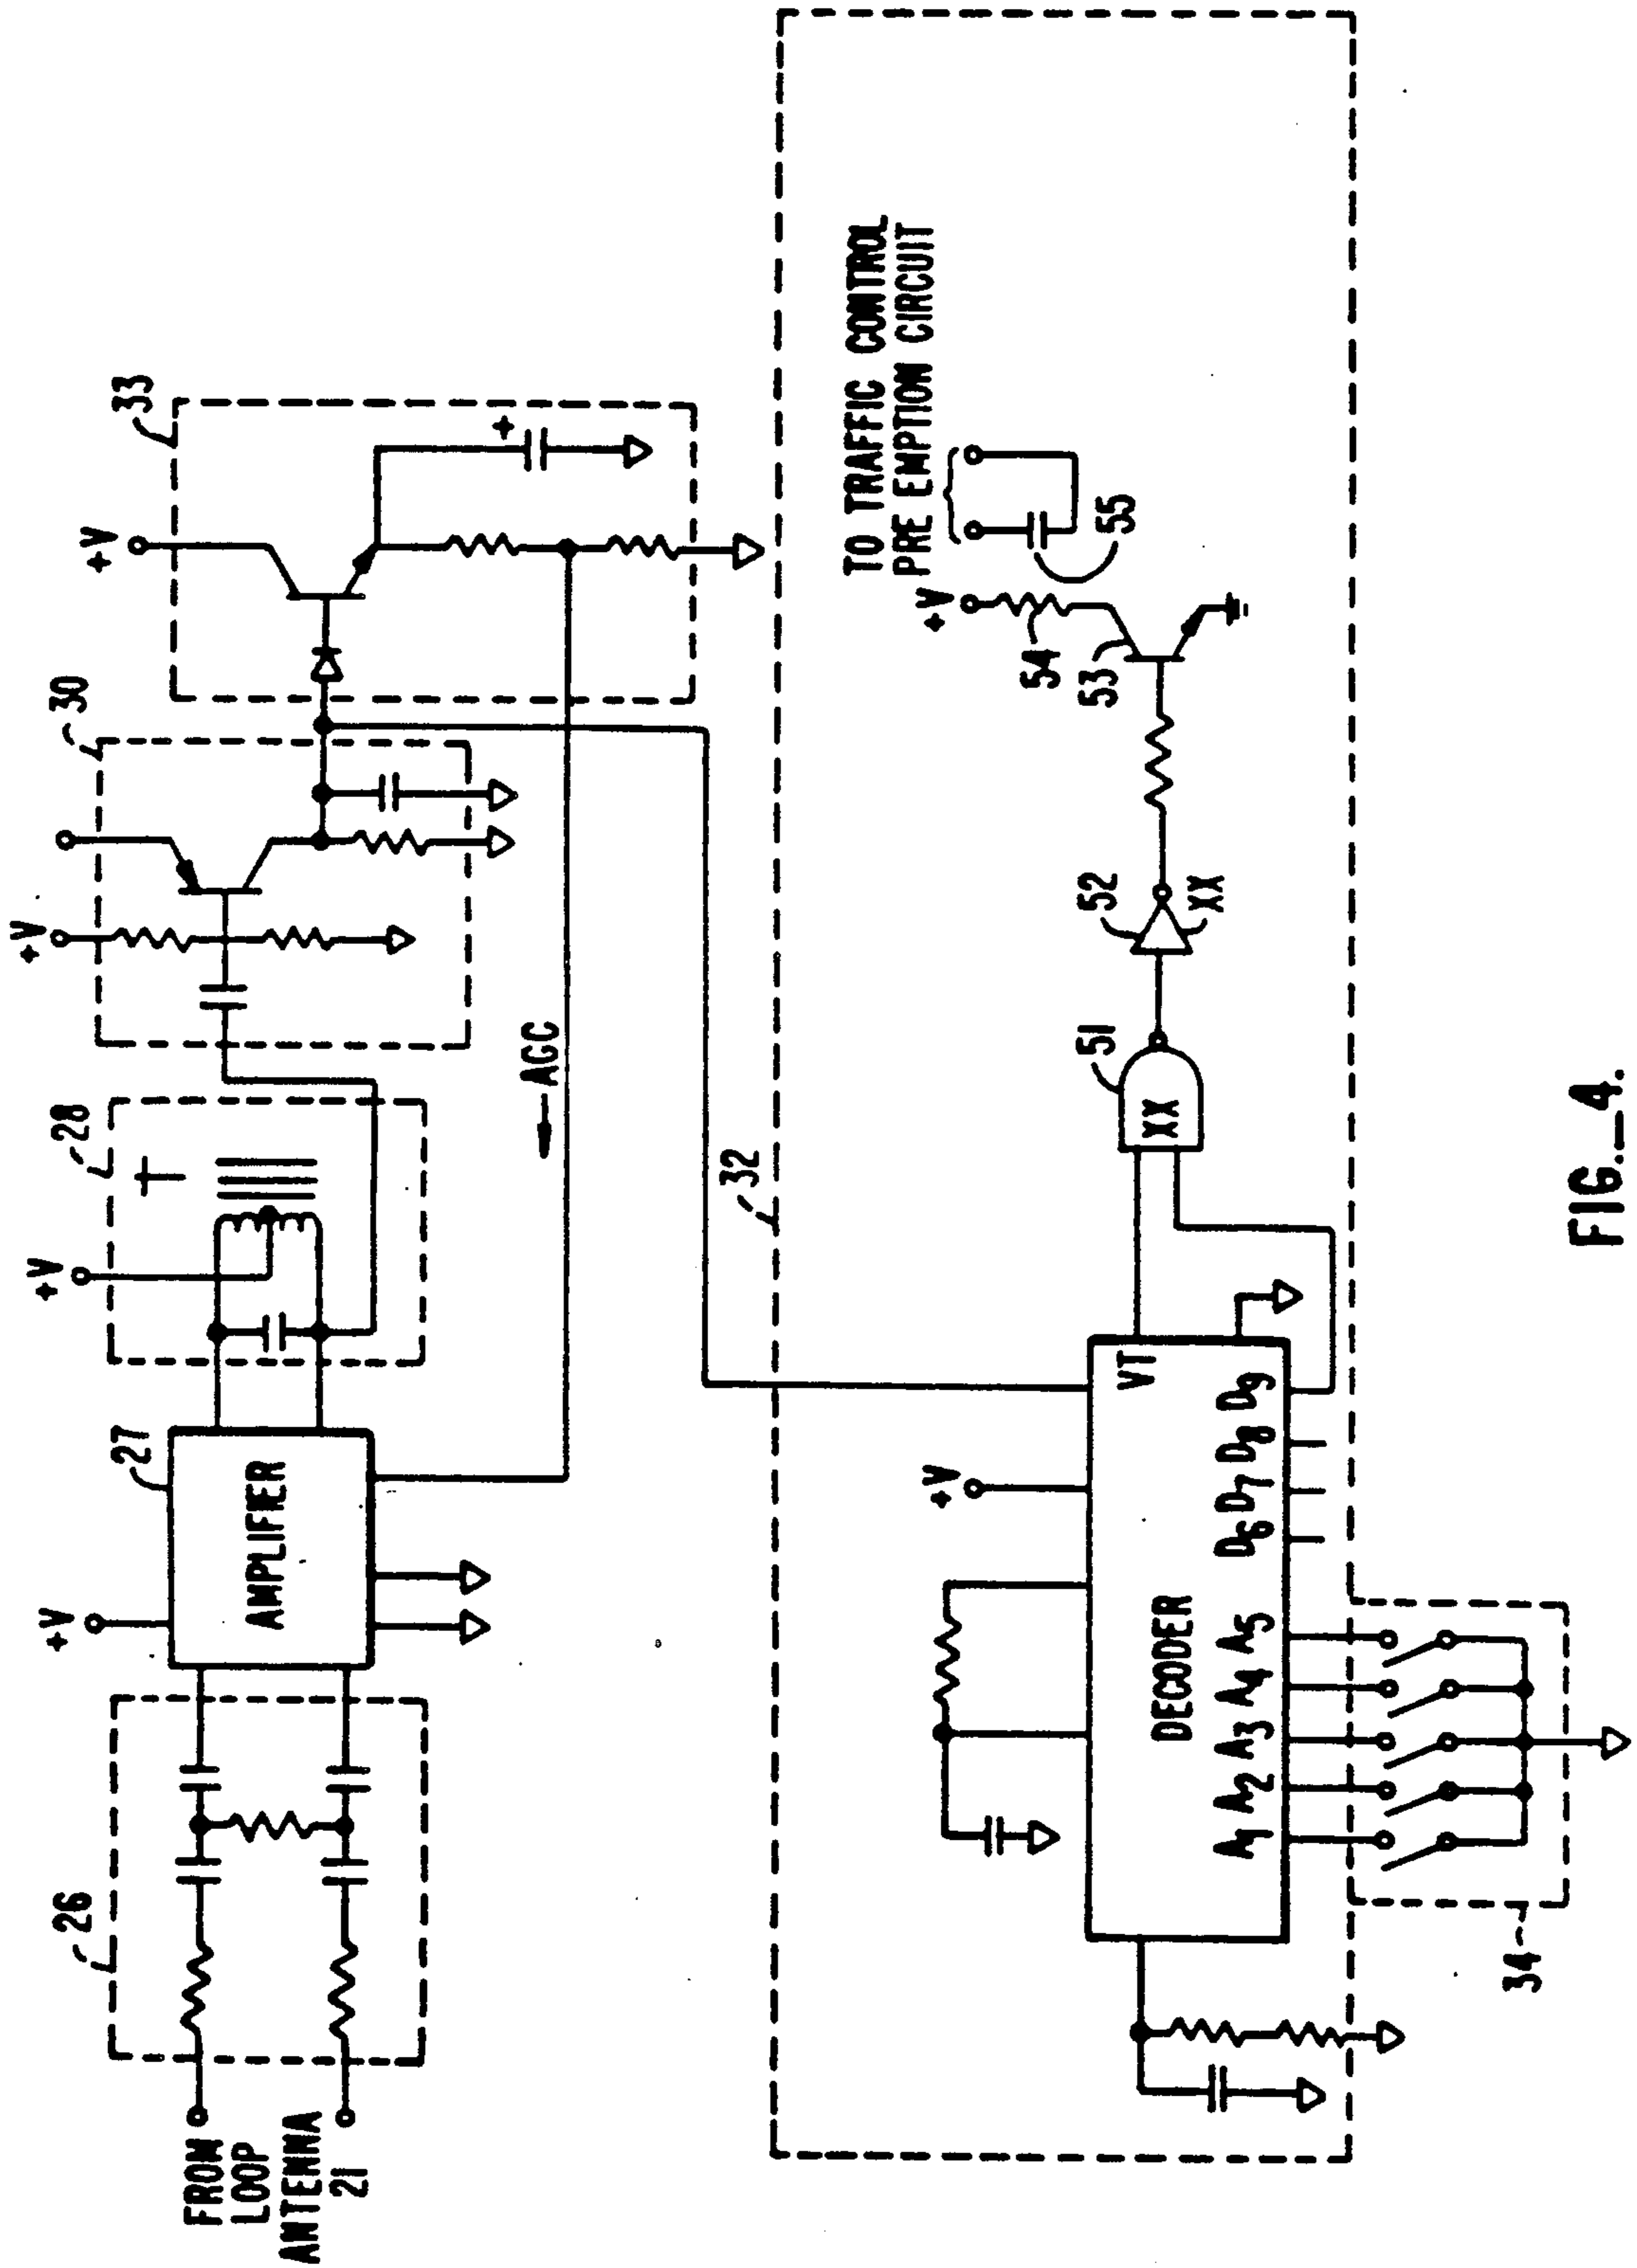 FROM
LOOP
ANTENNA
21
26
+V
AMPLIFIER
27
+V
28
← AGC
+V
30
+V
33
32
DECODER
+V
VT
A1 A2 A3 A4 A5 D6 D7 D8 D9
34
51
XX
52
XX
53
54
+V
55
TO TRAFFIC CONTROL
PRE EMPTION CIRCUIT
FIG._4.